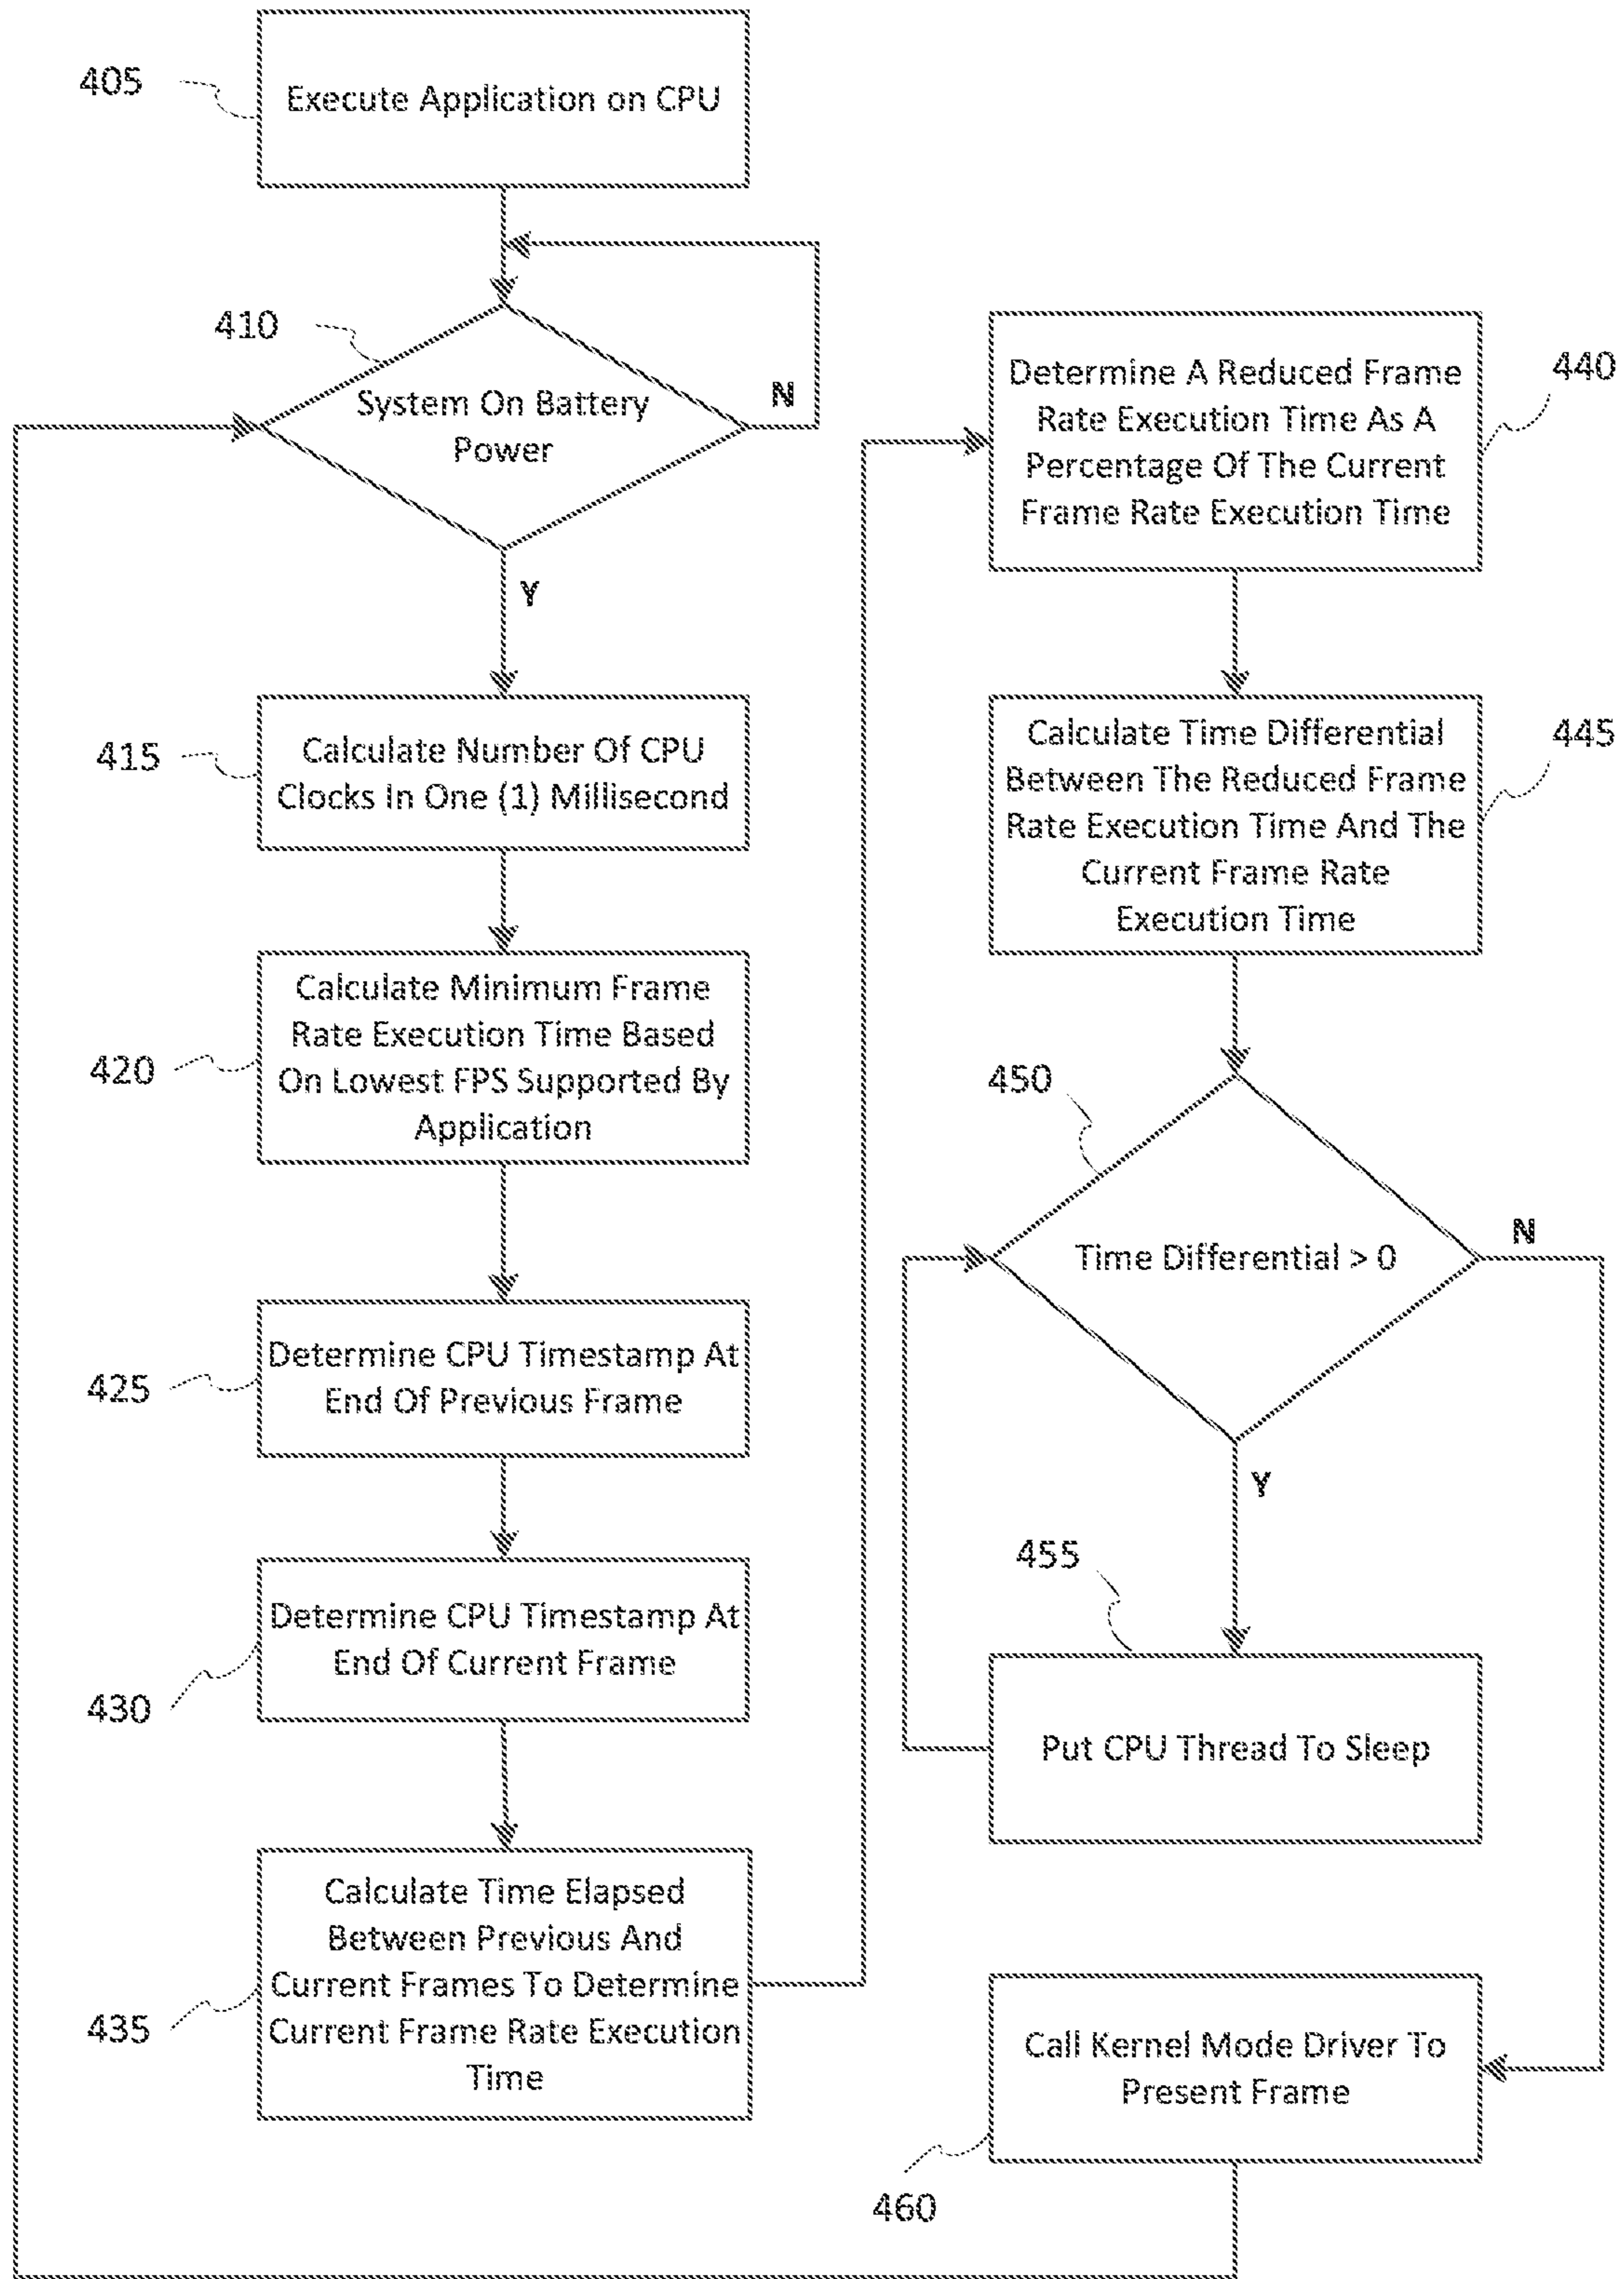 405
Execute Application on CPU
410
System On Battery
Power
N
Y
415
Calculate Number Of CPU
Clocks In One (1) Millisecond
420
Calculate Minimum Frame
Rate Execution Time Based
On Lowest FPS Supported By
Application
425
Determine CPU Timestamp At
End Of Previous Frame
430
Determine CPU Timestamp At
End Of Current Frame
435
Calculate Time Elapsed
Between Previous And
Current Frames To Determine
Current Frame Rate Execution
Time
440
Determine A Reduced Frame
Rate Execution Time As A
Percentage Of The Current
Frame Rate Execution Time
445
Calculate Time Differential
Between The Reduced Frame
Rate Execution Time And The
Current Frame Rate
Execution Time
450
Time Differential > 0
N
Y
455
Put CPU Thread To Sleep
Call Kernel Mode Driver To
Present Frame
460